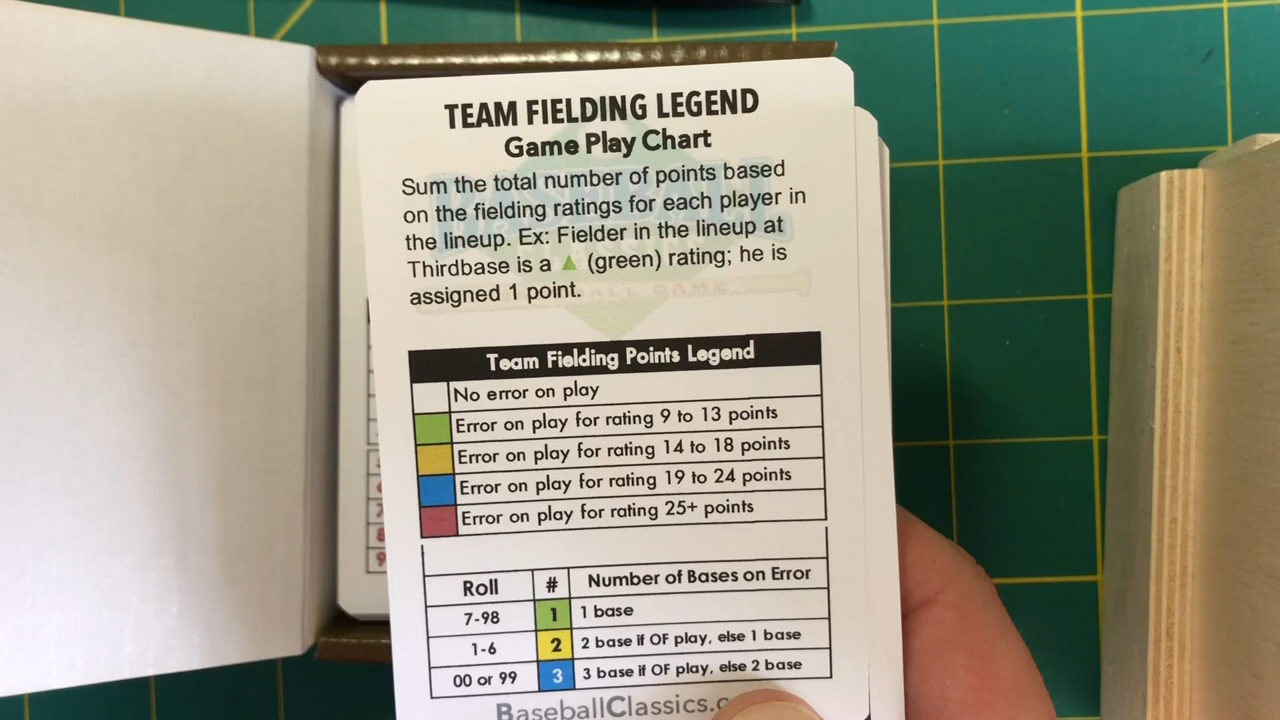 TEAM FIELDING LEGEND
Game Play Chart
Sum the total number of points based
on the fielding ratings for each player in
the lineup. Ex: Fielder in the lineup at
Thirdbase is a ▲ (green) rating; he is
assigned 1 point.
Team Fielding Points Legend
No error on play
Error on play for rating 9 to 13 points
Error on play for rating 14 to 18 points
Error on play for rating 19 to 24 points
Error on play for rating 25+ points
Roll # Number of Bases on Error
7-98 1 1 base
1-6 2 2 base if OF play, else 1 base
00 or 99 3 3 base if OF play, else 2 base
BaseballClassics.c